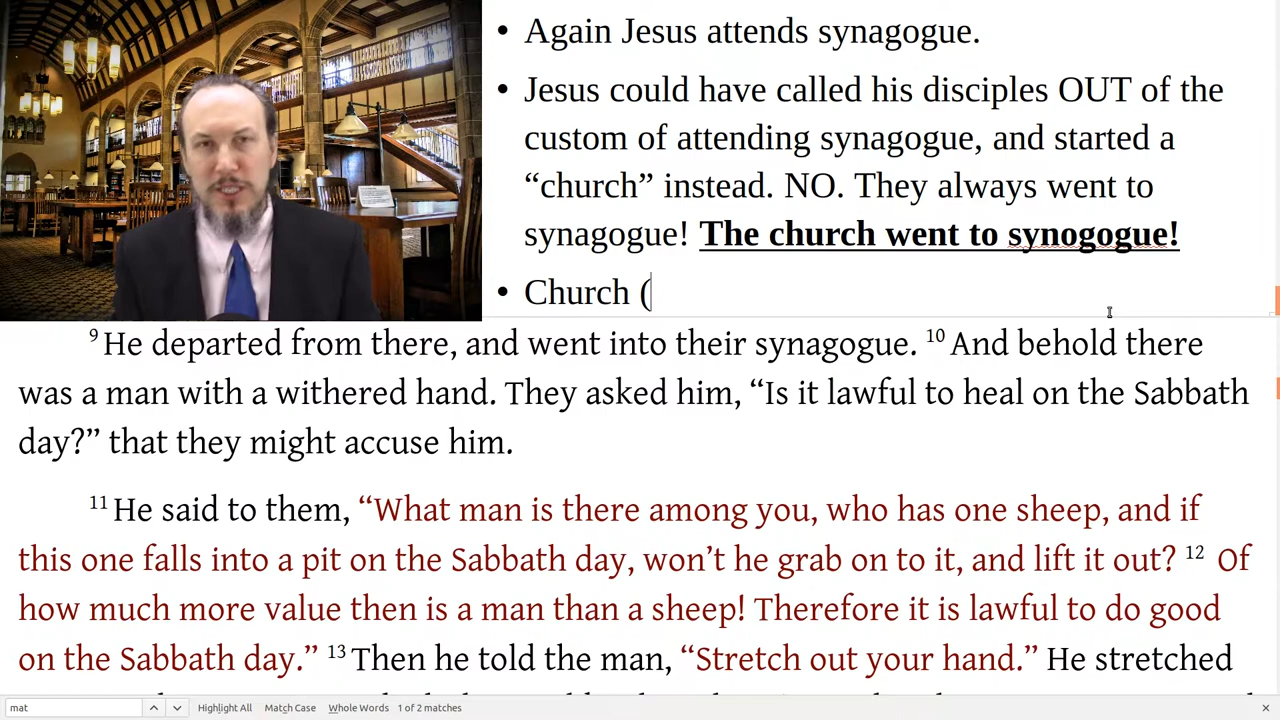 • Again Jesus attends synagogue.
• Jesus could have called his disciples OUT of the
custom of attending synagogue, and started a
“church” instead. NO. They always went to
synagogue! The church went to synogogue!
• Church (
⁹ He departed from there, and went into their synagogue. ¹⁰ And behold there
was a man with a withered hand. They asked him, “Is it lawful to heal on the Sabbath
day?” that they might accuse him.
¹¹ He said to them, “What man is there among you, who has one sheep, and if
this one falls into a pit on the Sabbath day, won’t he grab on to it, and lift it out? ¹² Of
how much more value then is a man than a sheep! Therefore it is lawful to do good
on the Sabbath day.” ¹³ Then he told the man, “Stretch out your hand.” He stretched
mat Highlight All Match Case Whole Words 1 of 2 matches